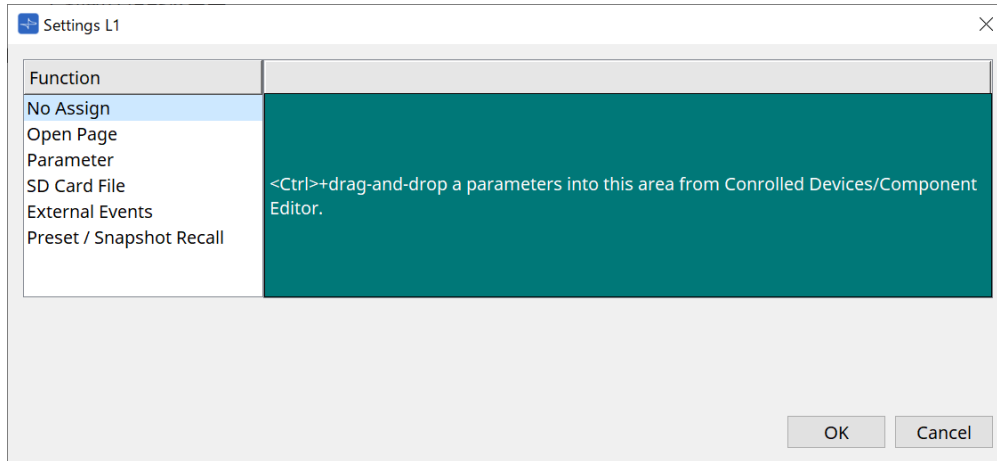 Settings L1
Function
No Assign
Open Page
Parameter
SD Card File
External Events
Preset / Snapshot Recall
<Ctrl>+drag-and-drop a parameters into this area from Conrolled Devices/Component
Editor.
OK
Cancel